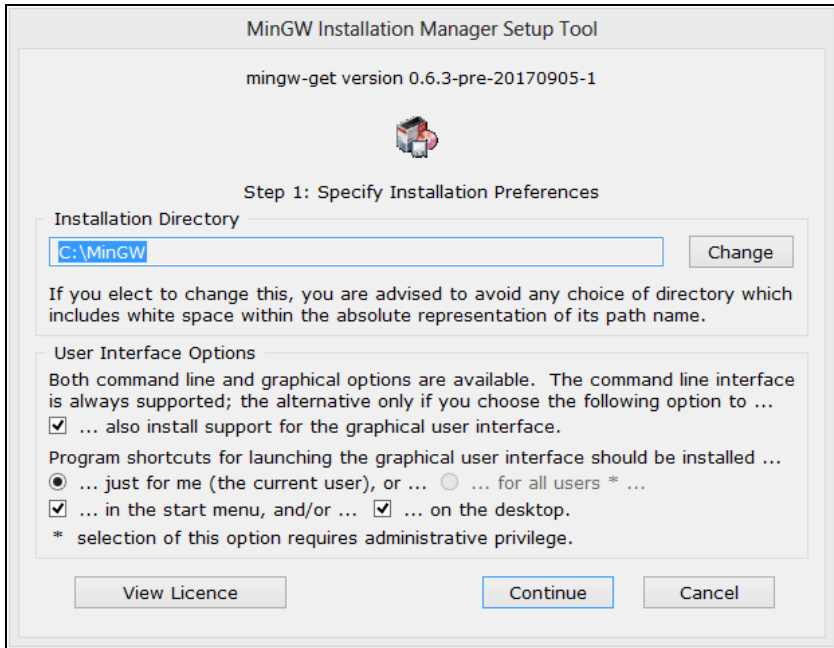 MinGW Installation Manager Setup Tool
mingw-get version 0.6.3-pre-20170905-1
Step 1: Specify Installation Preferences
Installation Directory
C:\MinGW
Change
If you elect to change this, you are advised to avoid any choice of directory which
includes white space within the absolute representation of its path name.
User Interface Options
Both command line and graphical options are available.  The command line interface
is always supported; the alternative only if you choose the following option to ...
... also install support for the graphical user interface.
Program shortcuts for launching the graphical user interface should be installed ...
... just for me (the current user), or ... ... for all users * ...
... in the start menu, and/or ... ... on the desktop.
* selection of this option requires administrative privilege.
View Licence Continue Cancel